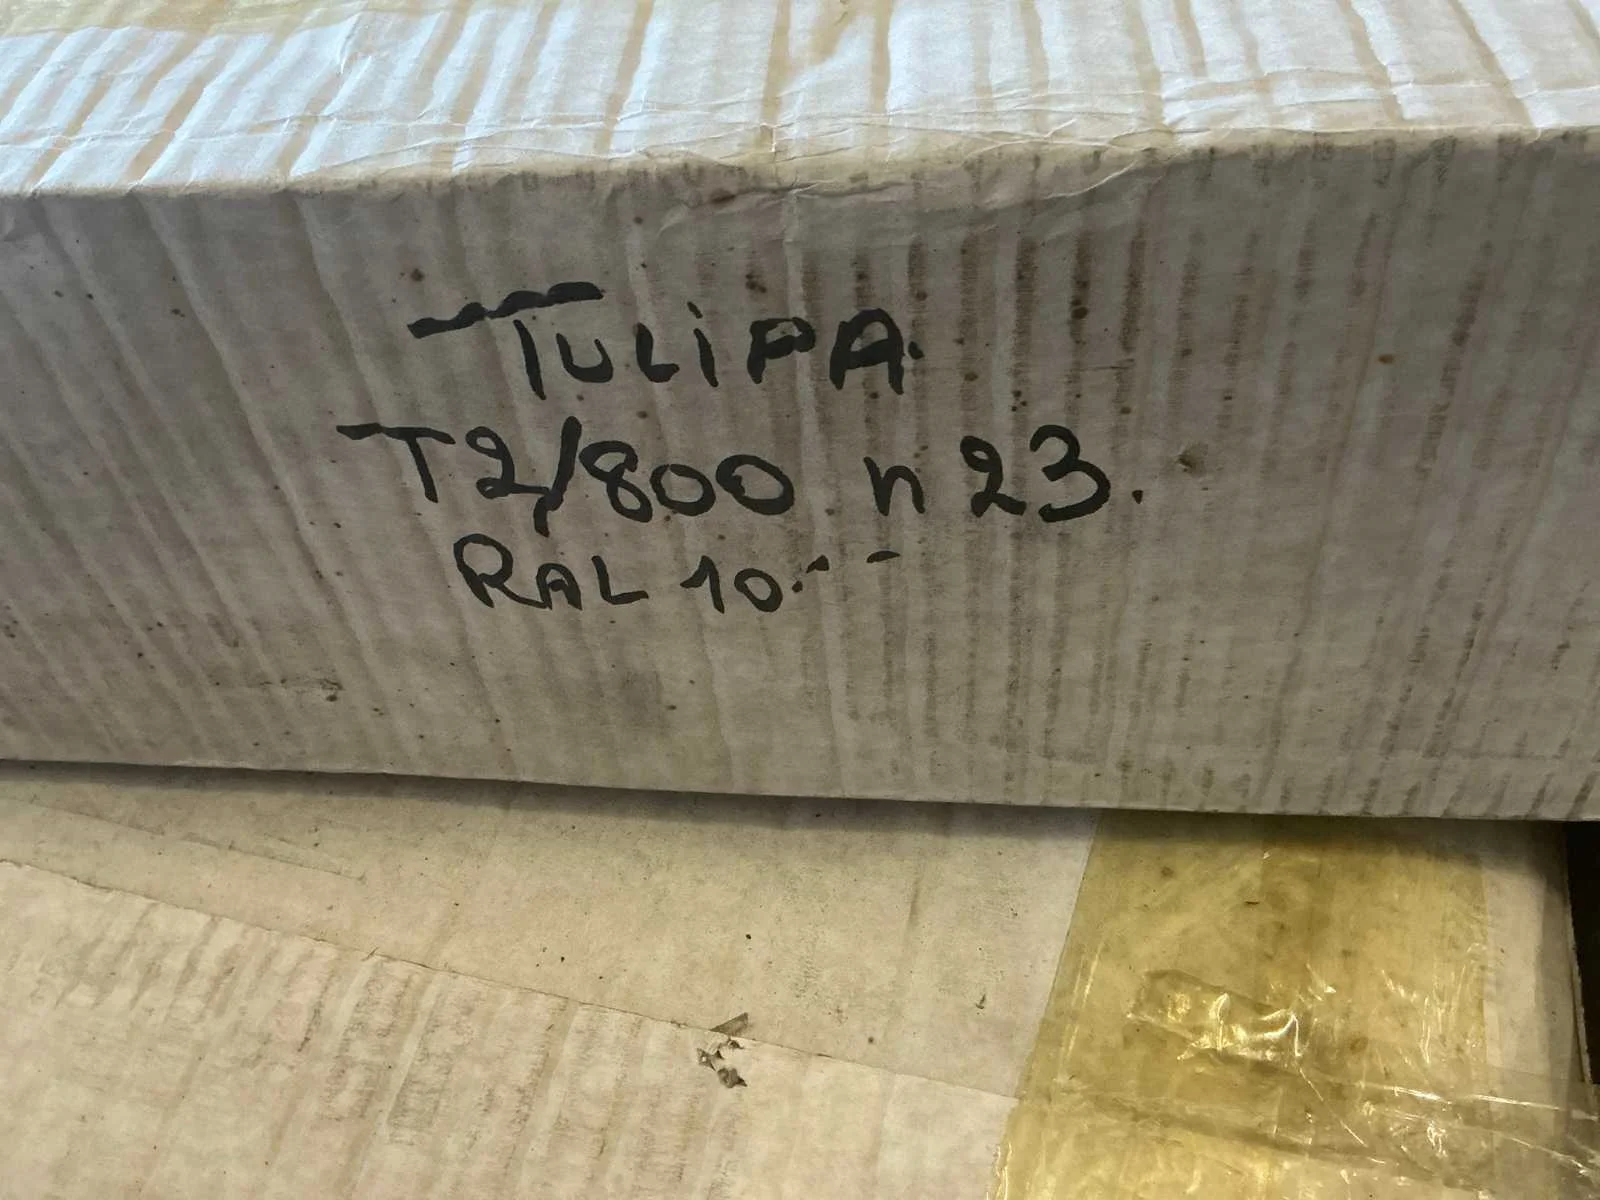 TULiPA.
T2/800 n 23.
RAL 10.--